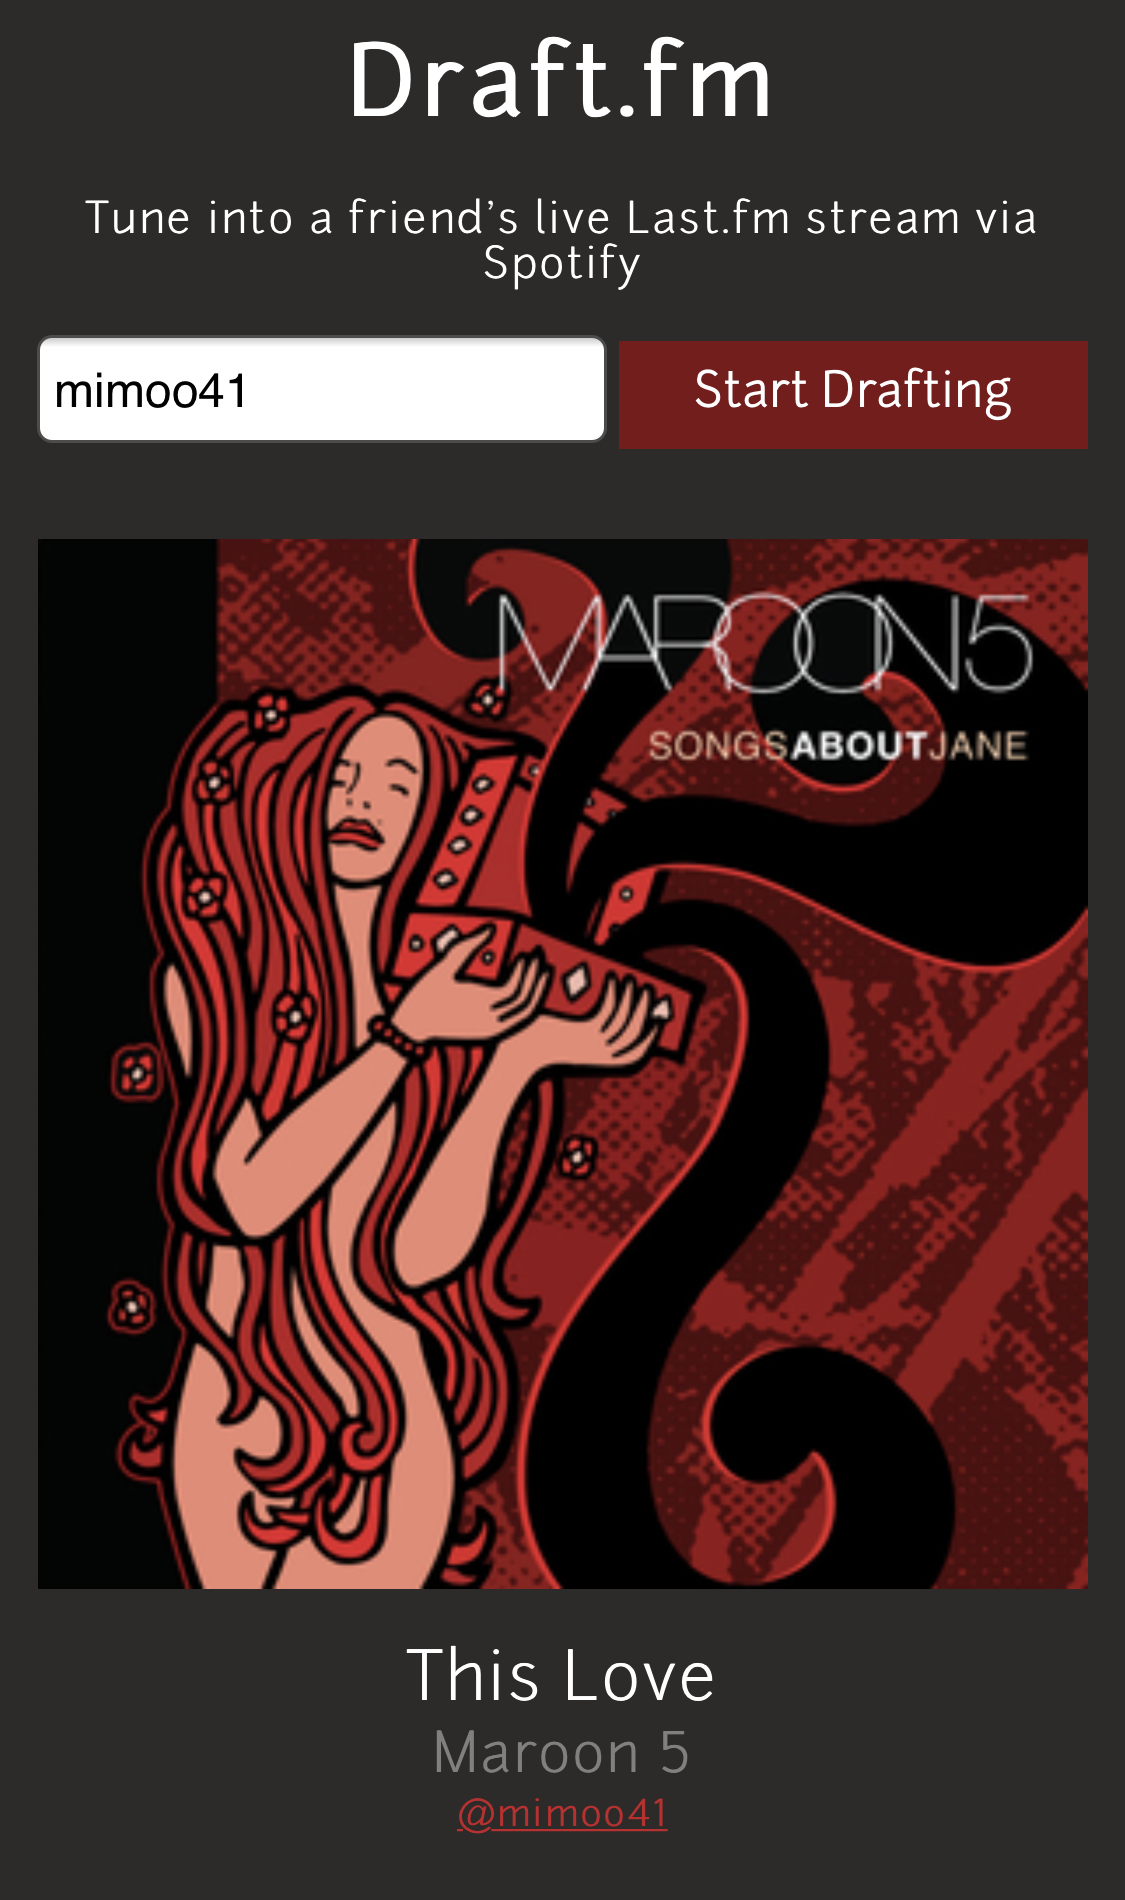 Draft.fm
Tune into a friend’s live Last.fm stream via
Spotify
mimoo41
Start Drafting
MAROON5
SONGSABOUTJANE
This Love
Maroon 5
@mimoo41